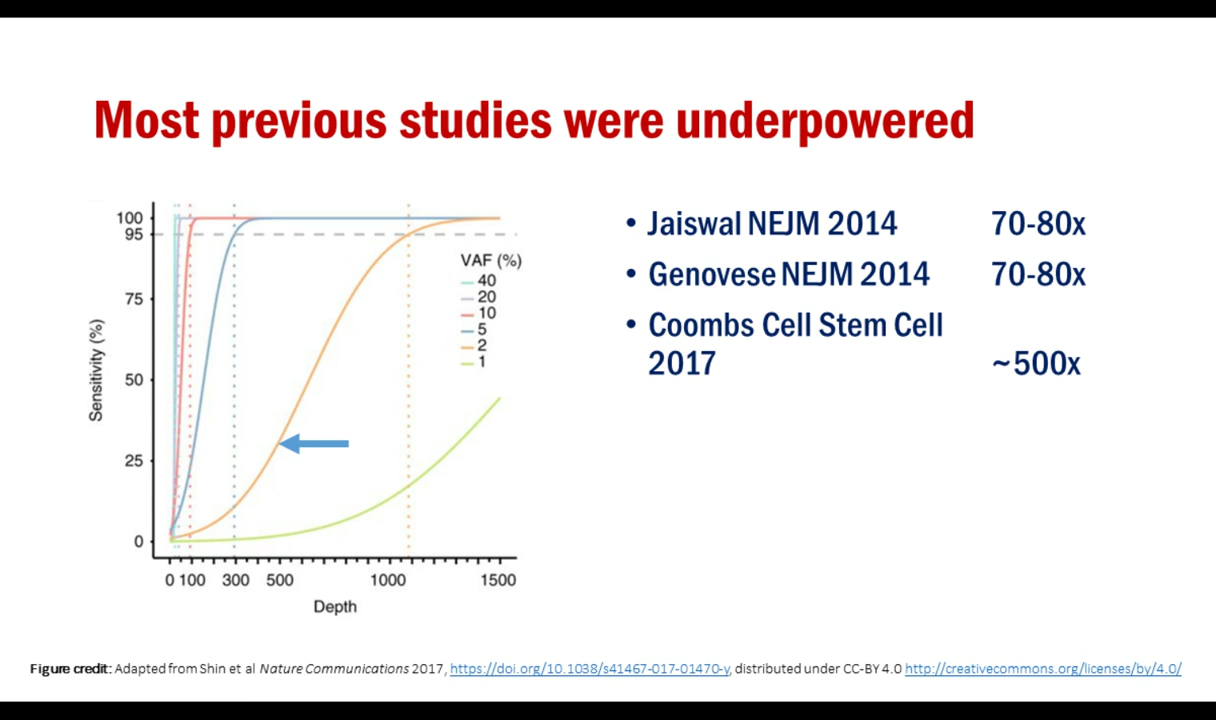 Most previous studies were underpowered
100
95
75
50
25
0
Sensitivity (%)
VAF (%)
40
20
10
5
2
1
0 100 300 500 1000 1500
Depth
• Jaiswal NEJM 2014 70-80x
• Genovese NEJM 2014 70-80x
• Coombs Cell Stem Cell
2017 ~500x
Figure credit: Adapted from Shin et al Nature Communications 2017, https://doi.org/10.1038/s41467-017-01470-y, distributed under CC-BY 4.0 http://creativecommons.org/licenses/by/4.0/